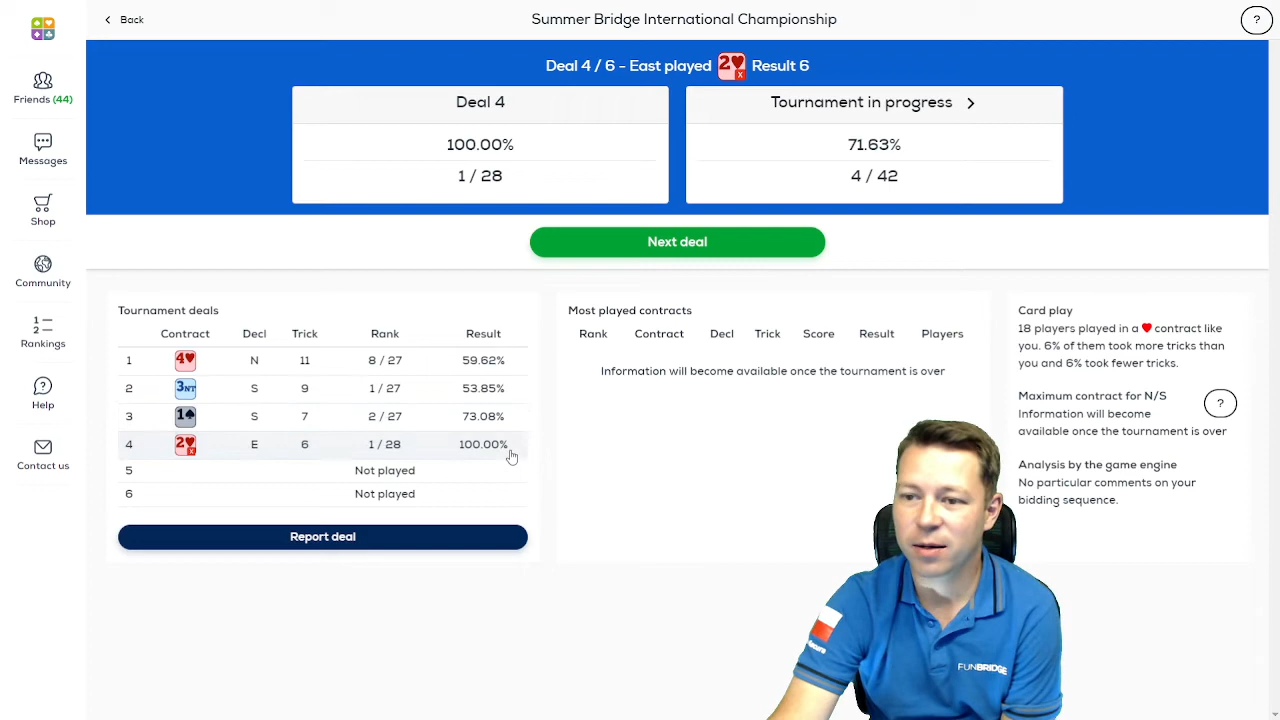 Back
Summer Bridge International Championship
?
Friends (44)
Messages
Shop
Community
1
2
Rankings
Help
Contact us
Deal 4 / 6 - East played 2♥ x Result 6
Deal 4
100.00%
1 / 28
Tournament in progress
71.63%
4 / 42
Next deal
Tournament deals
Contract Decl Trick Rank Result
1 4♥ N 11 8 / 27 59.62%
2 3NT S 9 1 / 27 53.85%
3 1♠ S 7 2 / 27 73.08%
4 2♥ x E 6 1 / 28 100.00%
5 Not played
6 Not played
Report deal
Most played contracts
Rank Contract Decl Trick Score Result Players
Information will become available once the tournament is over
Card play
18 players played in a ♥ contract like
you. 6% of them took more tricks than
you and 6% took fewer tricks.
Maximum contract for N/S
Information will become
available once the tournament is over
?
Analysis by the game engine
No particular comments on your
bidding sequence.
FUNBRIDGE